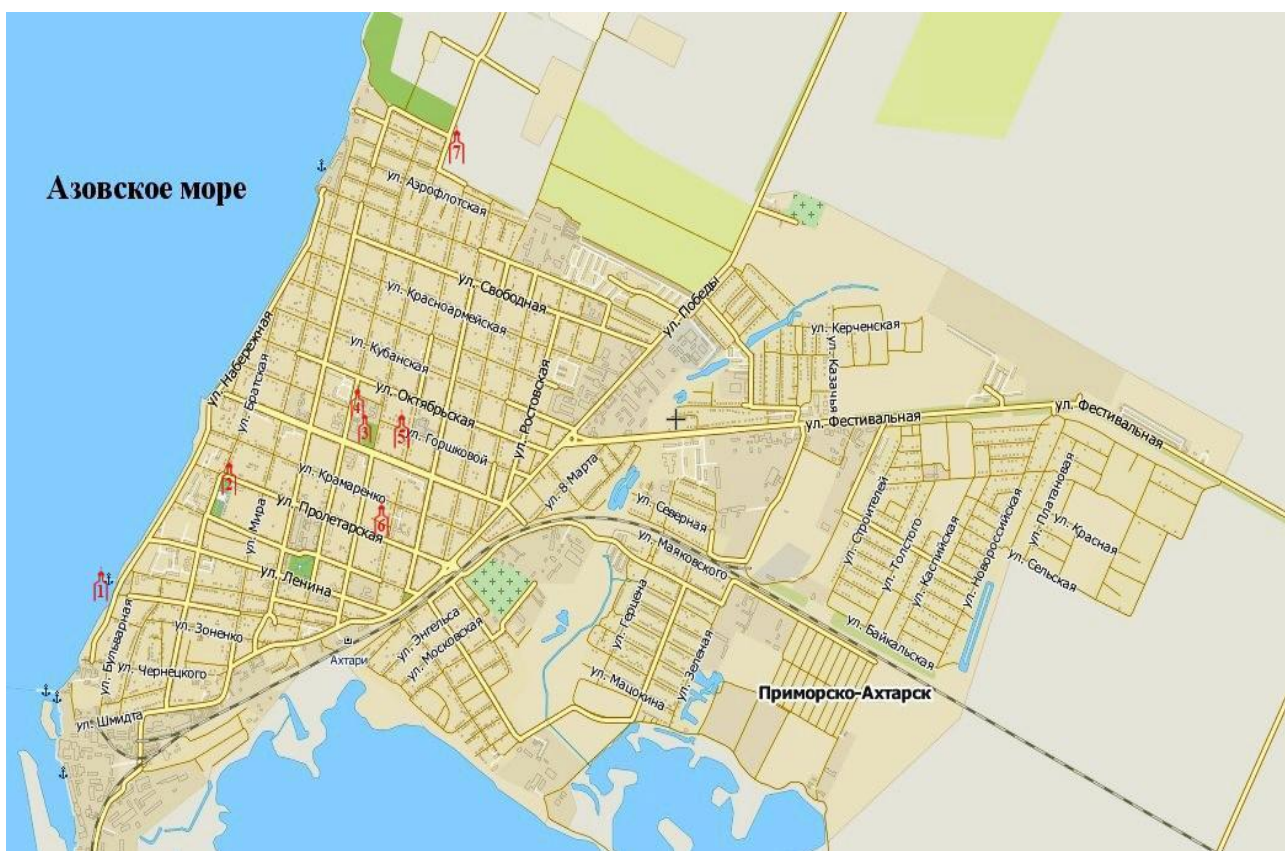 7
Азовское море
ул. Аэрофлотская
ул. Свободная
ул. Победы
ул. Красноармейская
ул. Керченская
ул. Набережная
ул. Братская
ул. Кубанская
ул. Казачья
ул. Октябрьская
ул. Ростовская
4
3
5
ул. Горшковой
ул. Фестивальная
ул. Фестивальная
2
ул. Крамаренко
ул. 8 Марта
ул. Северная
ул. Пролетарская
6
ул. Мира
ул. Строителей
ул. Толстого
ул. Каспийская
ул. Новороссийская
ул. Платановая
ул. Красная
ул. Сельская
ул. Маяковского
ул. Ленина
1
ул. Бульварная
ул. Зоненко
ул. Энгельса
ул. Московская
ул. Герцена
ул. Зеленая
ул. Байкальская
Ахтари
ул. Чернецкого
ул. Мацокина
Приморско-Ахтарск
ул. Шмидта